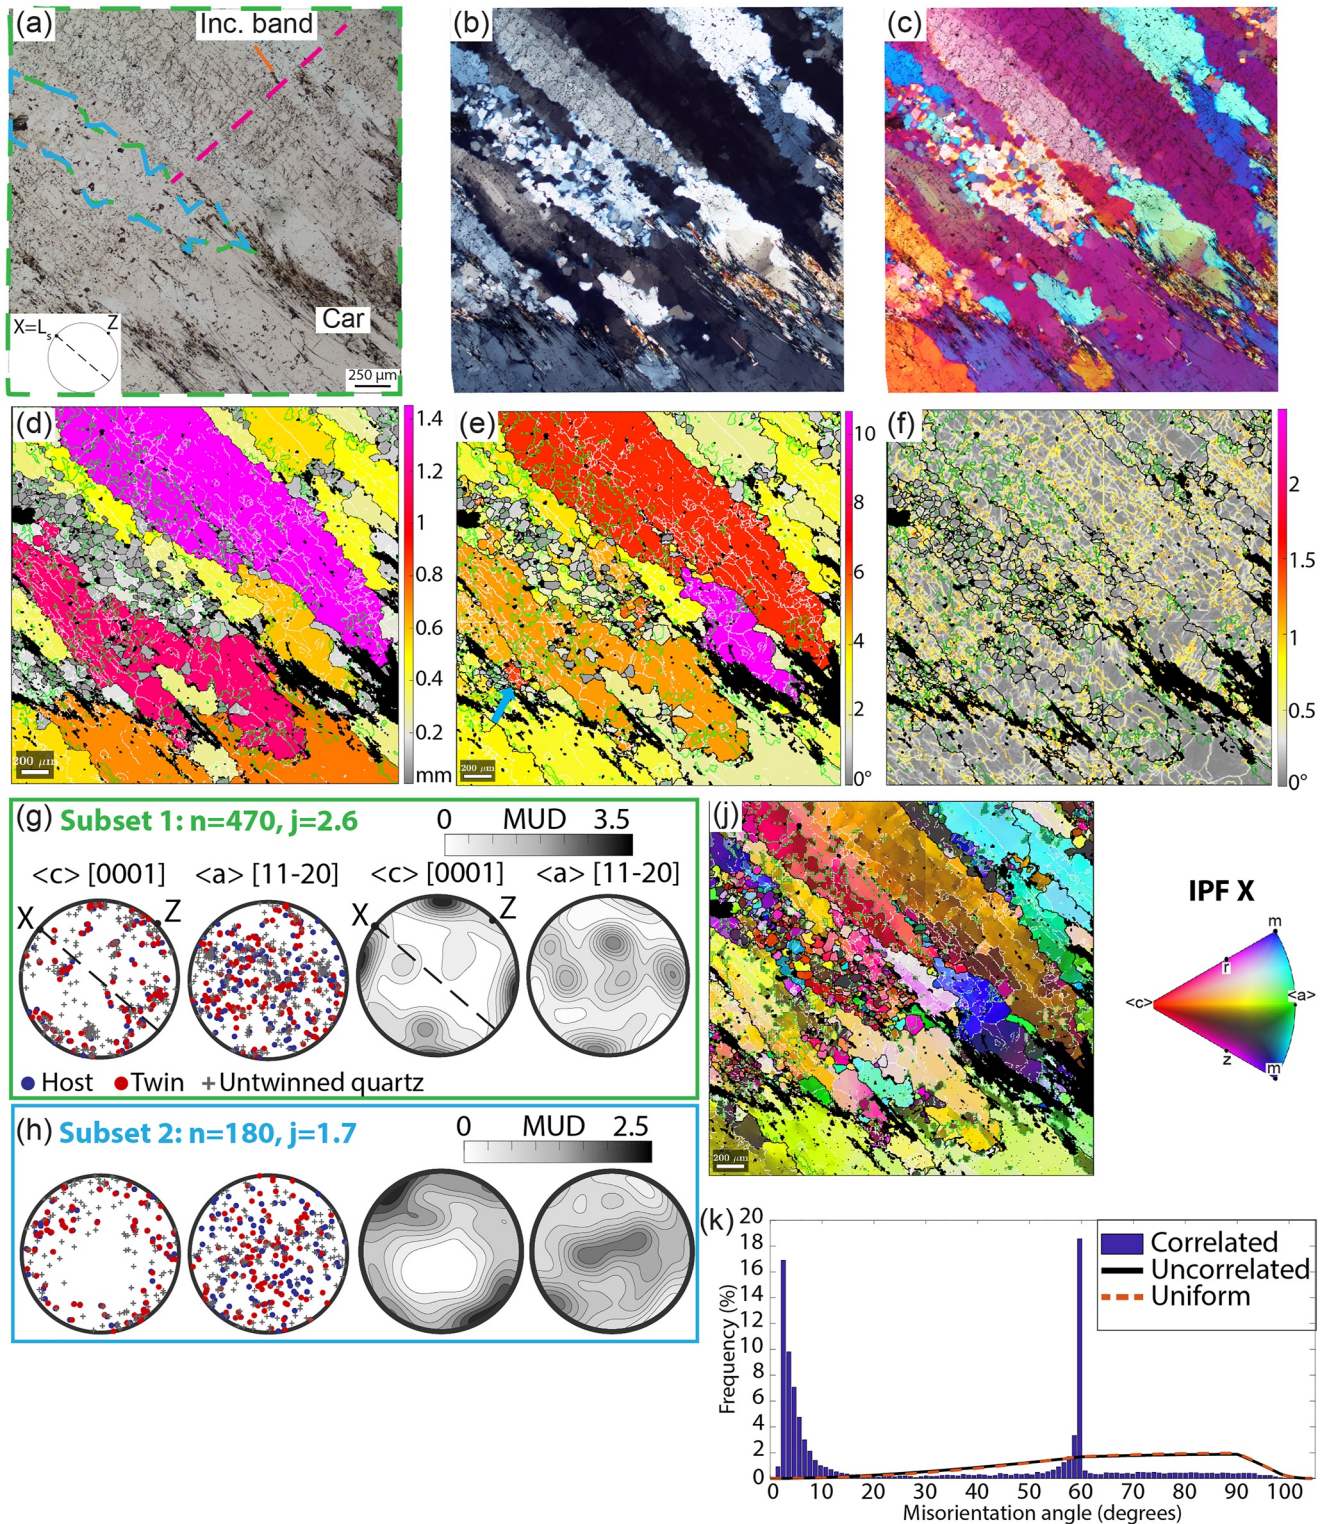 (a)
Inc. band
Car
X=Ls
Z
250 µm
(b)
(c)
(d)
1.4
1.2
1
0.8
0.6
0.4
0.2
mm
200 µm
(e)
10
8
6
4
2
0°
200 µm
(f)
2
1.5
1
0.5
0°
(g) Subset 1: n=470, j=2.6
0 MUD 3.5
<c> [0001] <a> [11-20] <c> [0001] <a> [11-20]
X Z X Z
Host Twin + Untwinned quartz
(h) Subset 2: n=180, j=1.7
0 MUD 2.5
(j)
200 µm
IPF X
m
r
<c> <a>
z m
(k)
20
18
16
14
12
10
8
6
4
2
0
Frequency (%)
Correlated
Uncorrelated
Uniform
0 10 20 30 40 50 60 70 80 90 100
Misorientation angle (degrees)